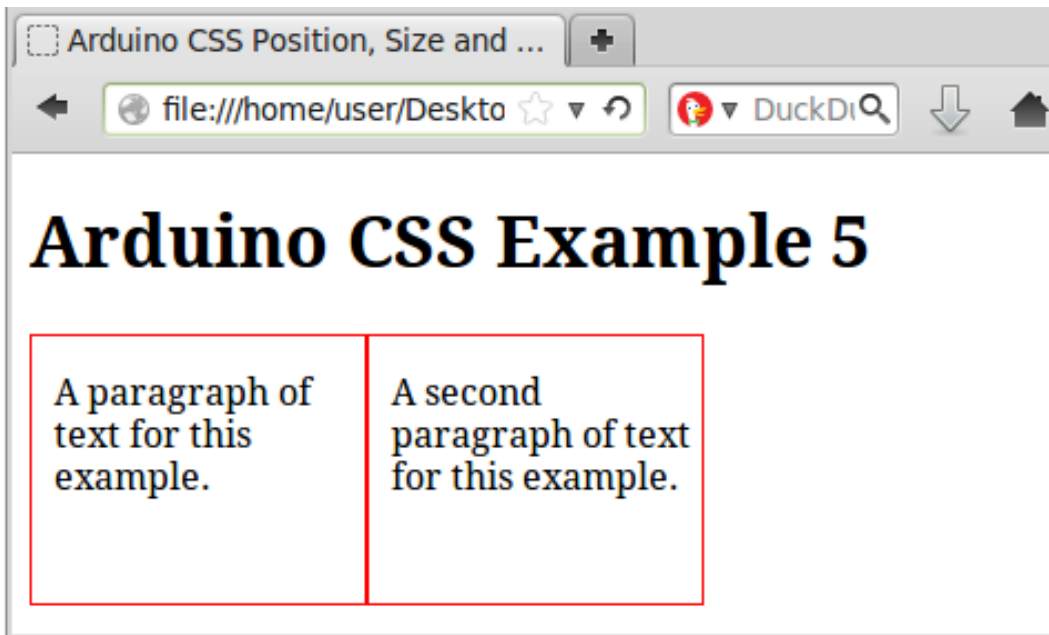 Arduino CSS Position, Size and ...
file:///home/user/Deskto
DuckDu
Arduino CSS Example 5
A paragraph of
text for this
example.
A second
paragraph of text
for this example.